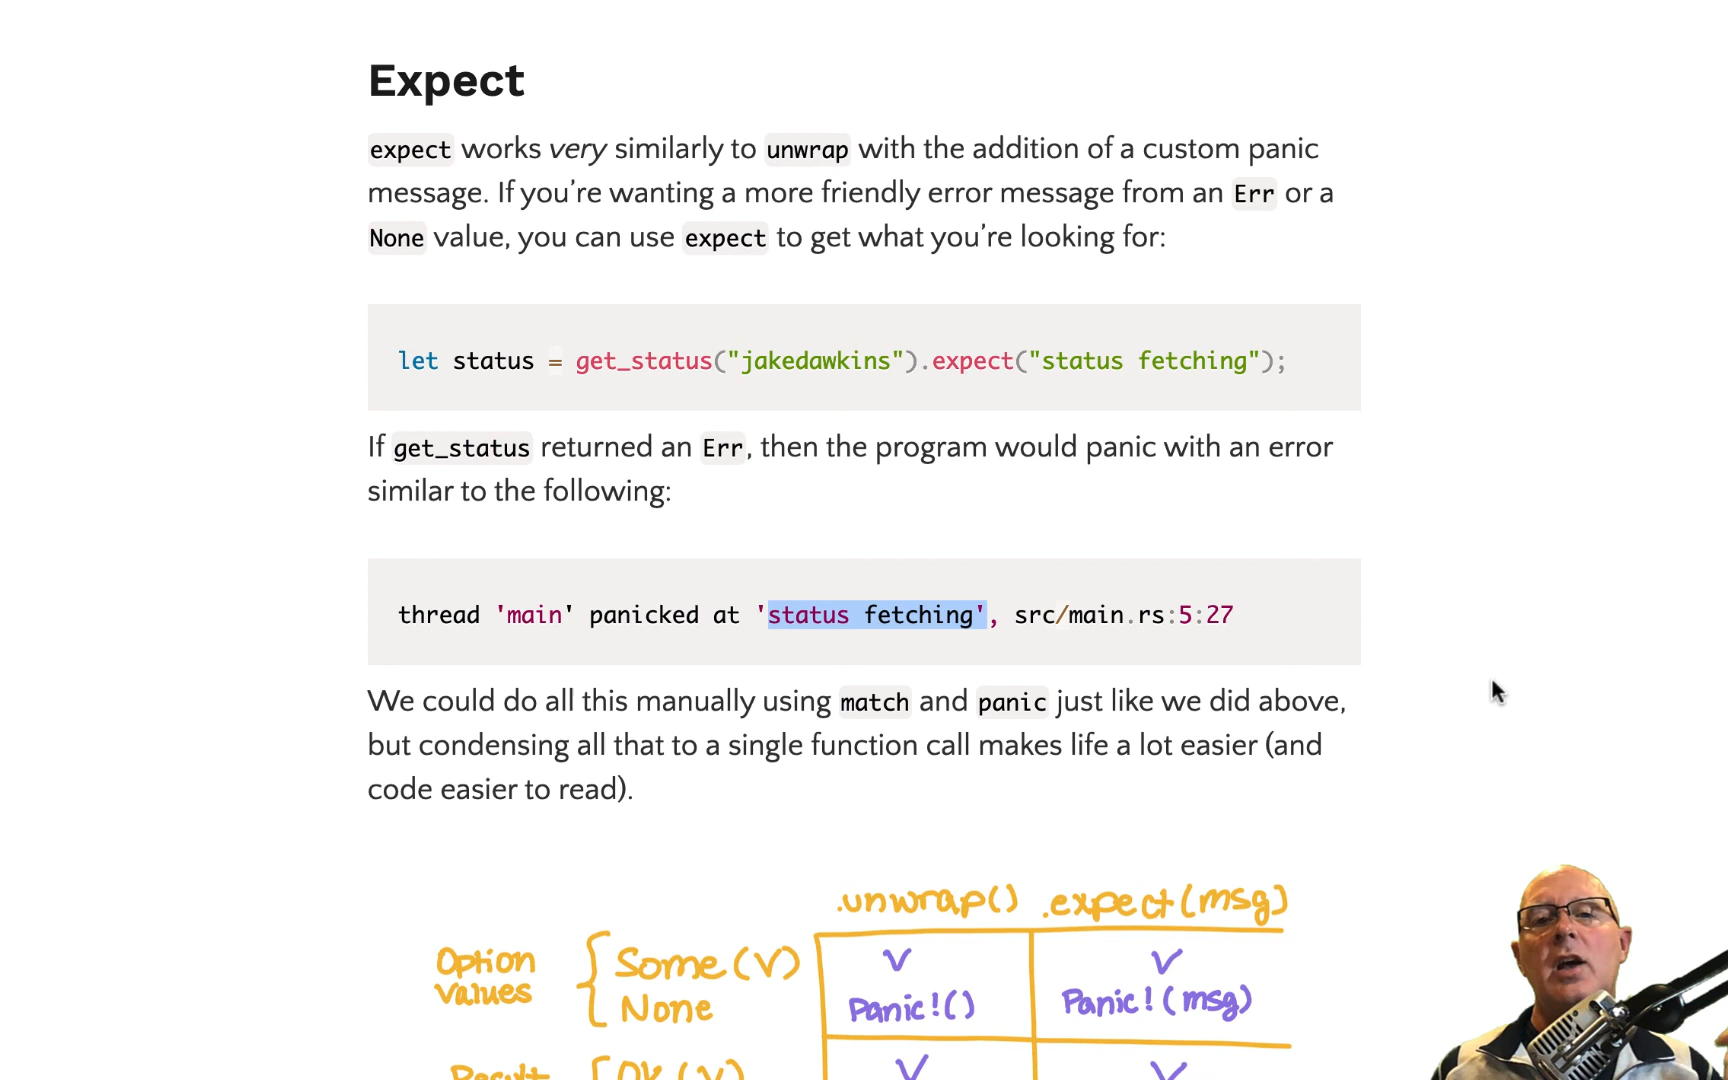 Expect
expect works very similarly to unwrap with the addition of a custom panic
message. If you’re wanting a more friendly error message from an Err or a
None value, you can use expect to get what you’re looking for:
let status = get_status("jakedawkins").expect("status fetching");
If get_status returned an Err, then the program would panic with an error
similar to the following:
thread 'main' panicked at 'status fetching', src/main.rs:5:27
We could do all this manually using match and panic just like we did above,
but condensing all that to a single function call makes life a lot easier (and
code easier to read).
.unwrap() .expect(msg)
Option Some(V) V V
Values None Panic!() Panic!(msg)
Result OK(V) V V